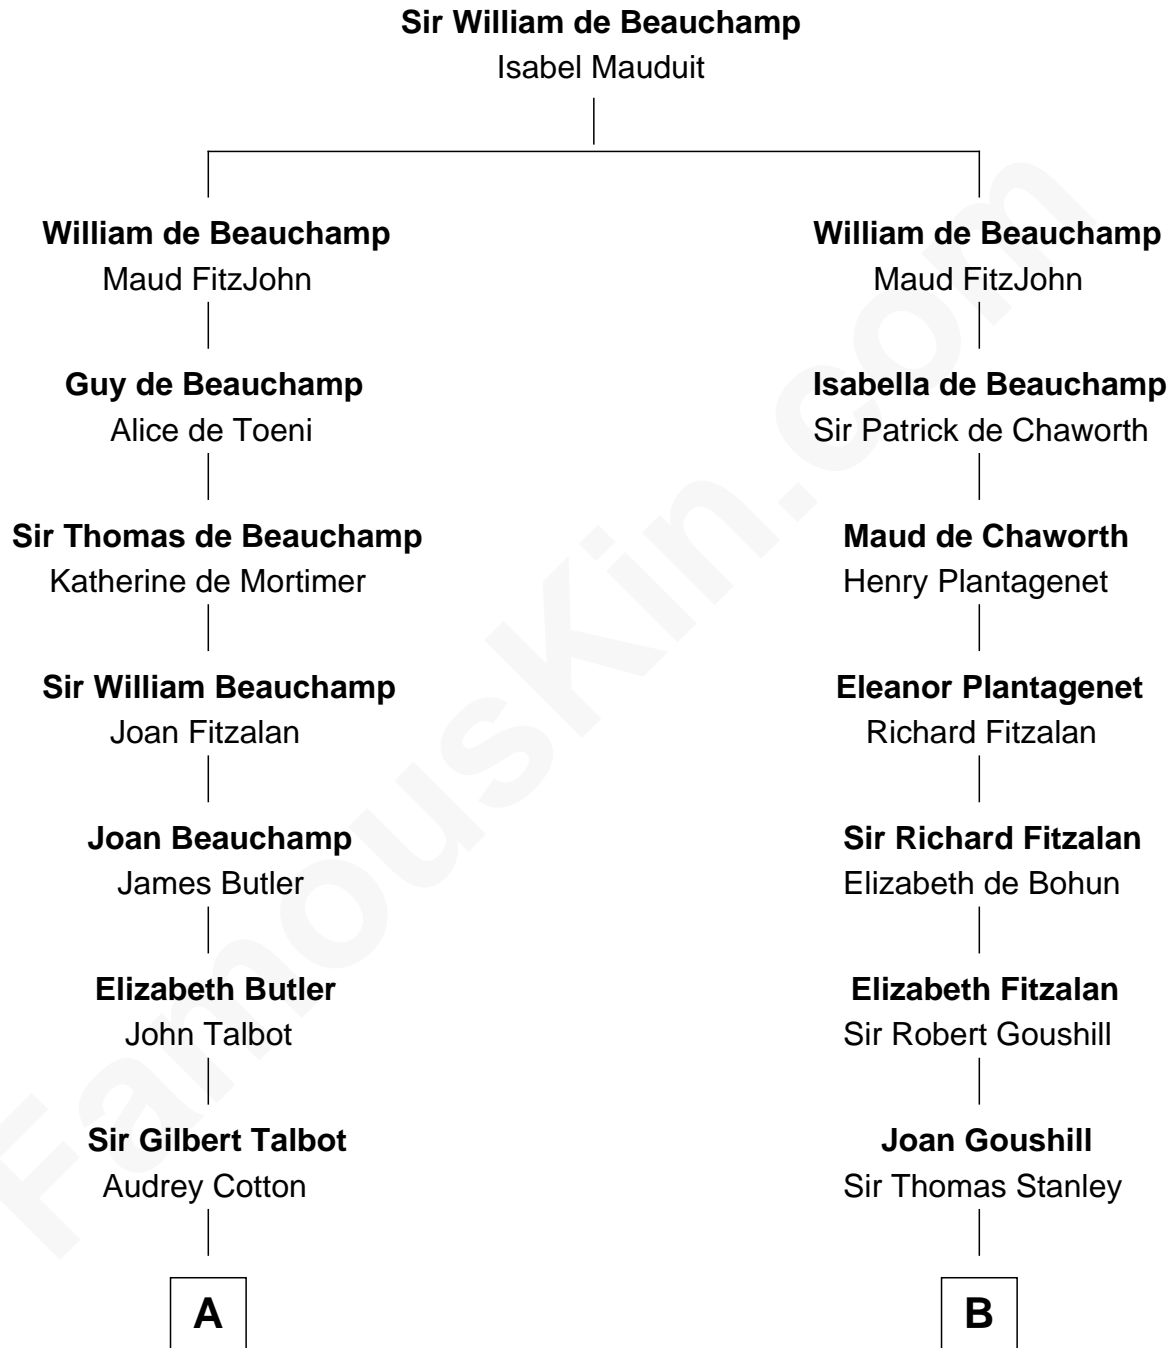 Sir William de Beauchamp
Isabel Mauduit
William de Beauchamp
Maud FitzJohn
William de Beauchamp
Maud FitzJohn
Guy de Beauchamp
Alice de Toeni
Isabella de Beauchamp
Sir Patrick de Chaworth
Sir Thomas de Beauchamp
Katherine de Mortimer
Maud de Chaworth
Henry Plantagenet
Sir William Beauchamp
Joan Fitzalan
Eleanor Plantagenet
Richard Fitzalan
Joan Beauchamp
James Butler
Sir Richard Fitzalan
Elizabeth de Bohun
Elizabeth Butler
John Talbot
Elizabeth Fitzalan
Sir Robert Goushill
Sir Gilbert Talbot
Audrey Cotton
Joan Goushill
Sir Thomas Stanley
A
B
FamousKin.com